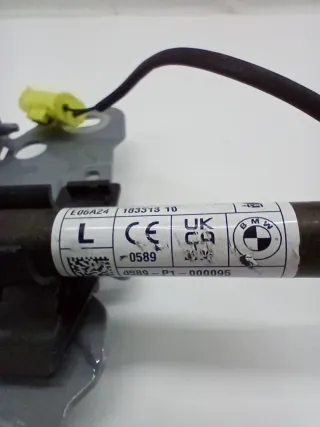 E06A24 183313 10
L CE UK CA BMW
0589
0589-P1-000095